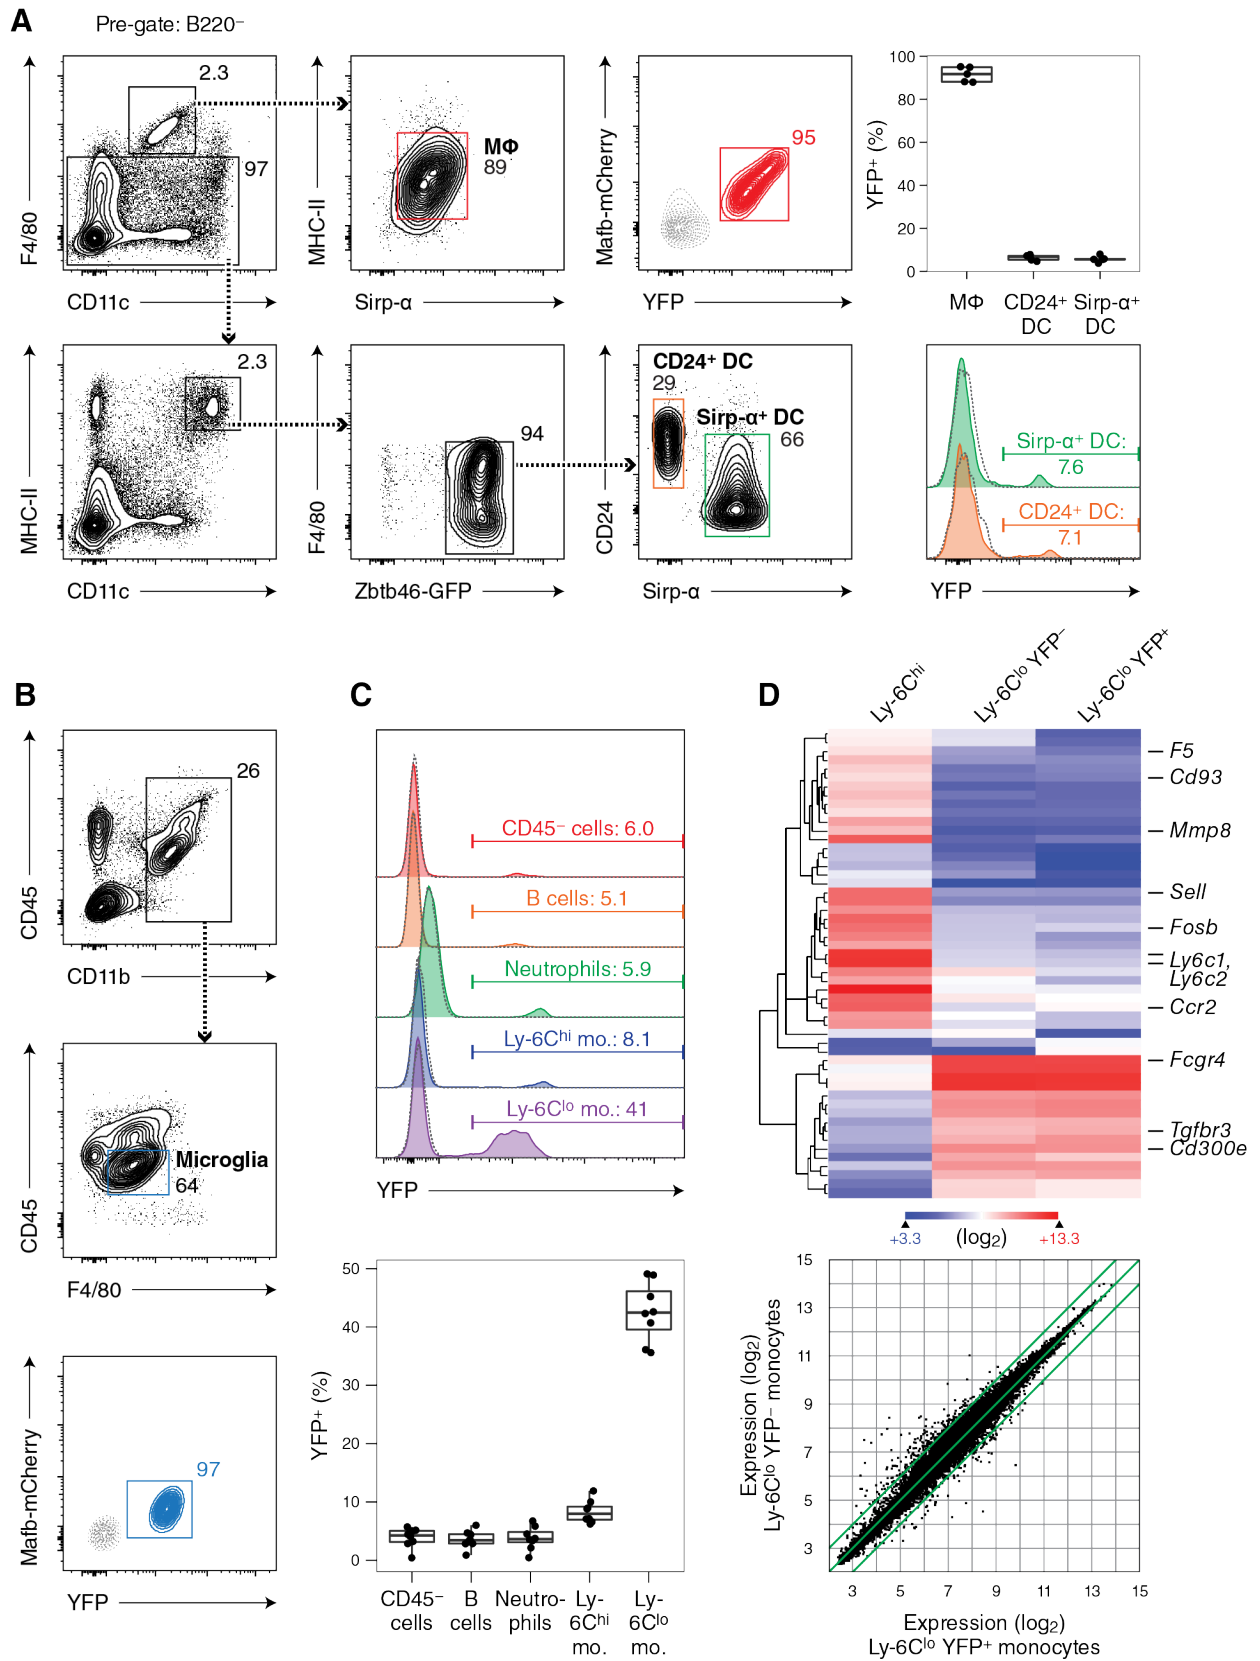 A
Pre-gate: B220⁻
2.3
97
F4/80
CD11c
MΦ
89
MHC-II
Sirp-α
95
Mafb-mCherry
YFP
100
80
60
40
20
0
YFP⁺ (%)
MΦ
CD24⁺
DC
Sirp-α⁺
DC
2.3
MHC-II
CD11c
94
F4/80
Zbtb46-GFP
CD24⁺ DC
29
Sirp-α⁺ DC
66
CD24
Sirp-α
Sirp-α⁺ DC:
7.6
CD24⁺ DC:
7.1
YFP
B
26
CD45
CD11b
Microglia
64
CD45
F4/80
97
Mafb-mCherry
YFP
C
CD45⁻ cells: 6.0
B cells: 5.1
Neutrophils: 5.9
Ly-6Cʰⁱ mo.: 8.1
Ly-6Cˡᵒ mo.: 41
YFP
50
40
30
20
10
0
YFP⁺ (%)
CD45⁻
cells
B
cells
Neutro-
phils
Ly-
6Cʰⁱ
mo.
Ly-
6Cˡᵒ
mo.
D
Ly-6Cʰⁱ
Ly-6Cˡᵒ YFP⁻
Ly-6Cˡᵒ YFP⁺
F5
Cd93
Mmp8
Sell
Fosb
Ly6c1,
Ly6c2
Ccr2
Fcgr4
Tgfbr3
Cd300e
+3.3
(log₂)
+13.3
15
13
11
9
7
5
3
Expression (log₂)
Ly-6Cˡᵒ YFP⁻ monocytes
3
5
7
9
11
13
15
Expression (log₂)
Ly-6Cˡᵒ YFP⁺ monocytes